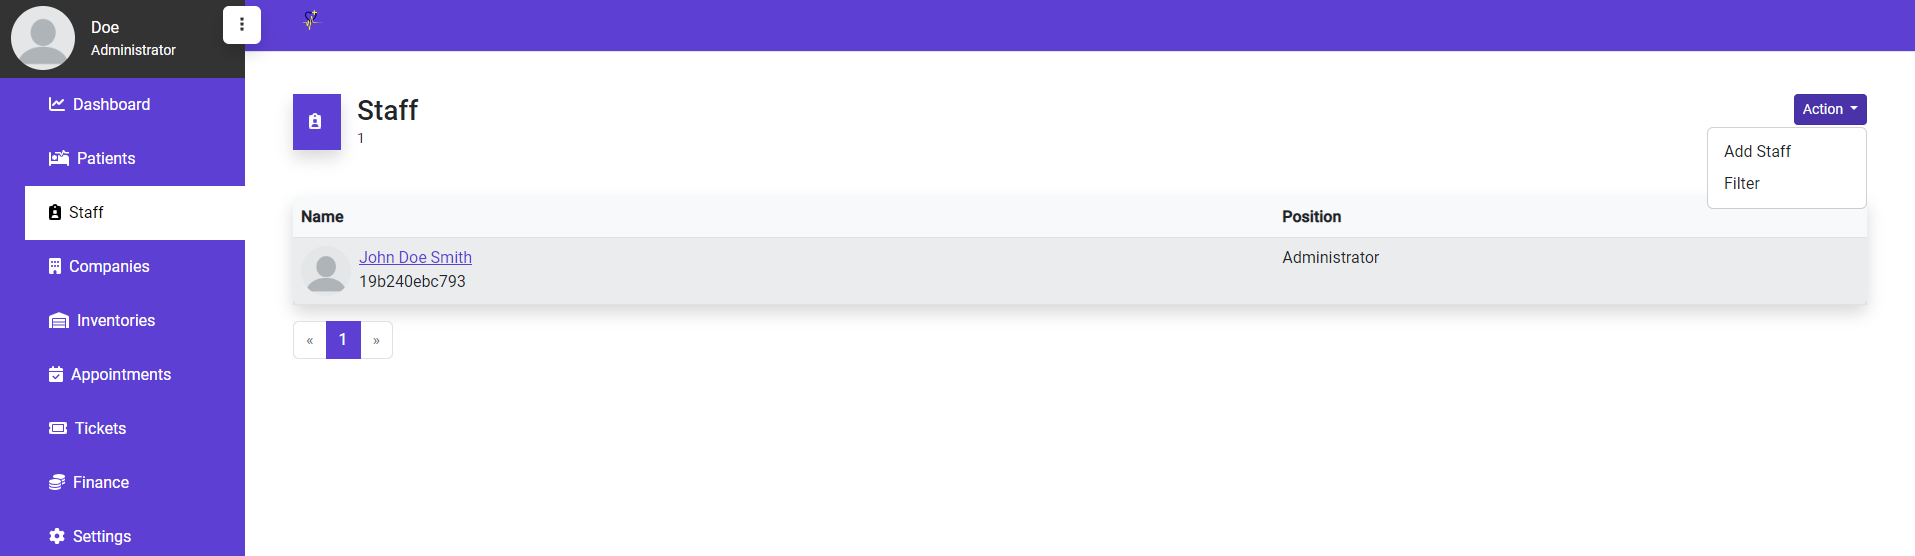 Doe
Administrator
Dashboard
Patients
Staff
Companies
Inventories
Appointments
Tickets
Finance
Settings
Staff
1
Action
Add Staff
Filter
Name Position
John Doe Smith Administrator
19b240ebc793
« 1 »